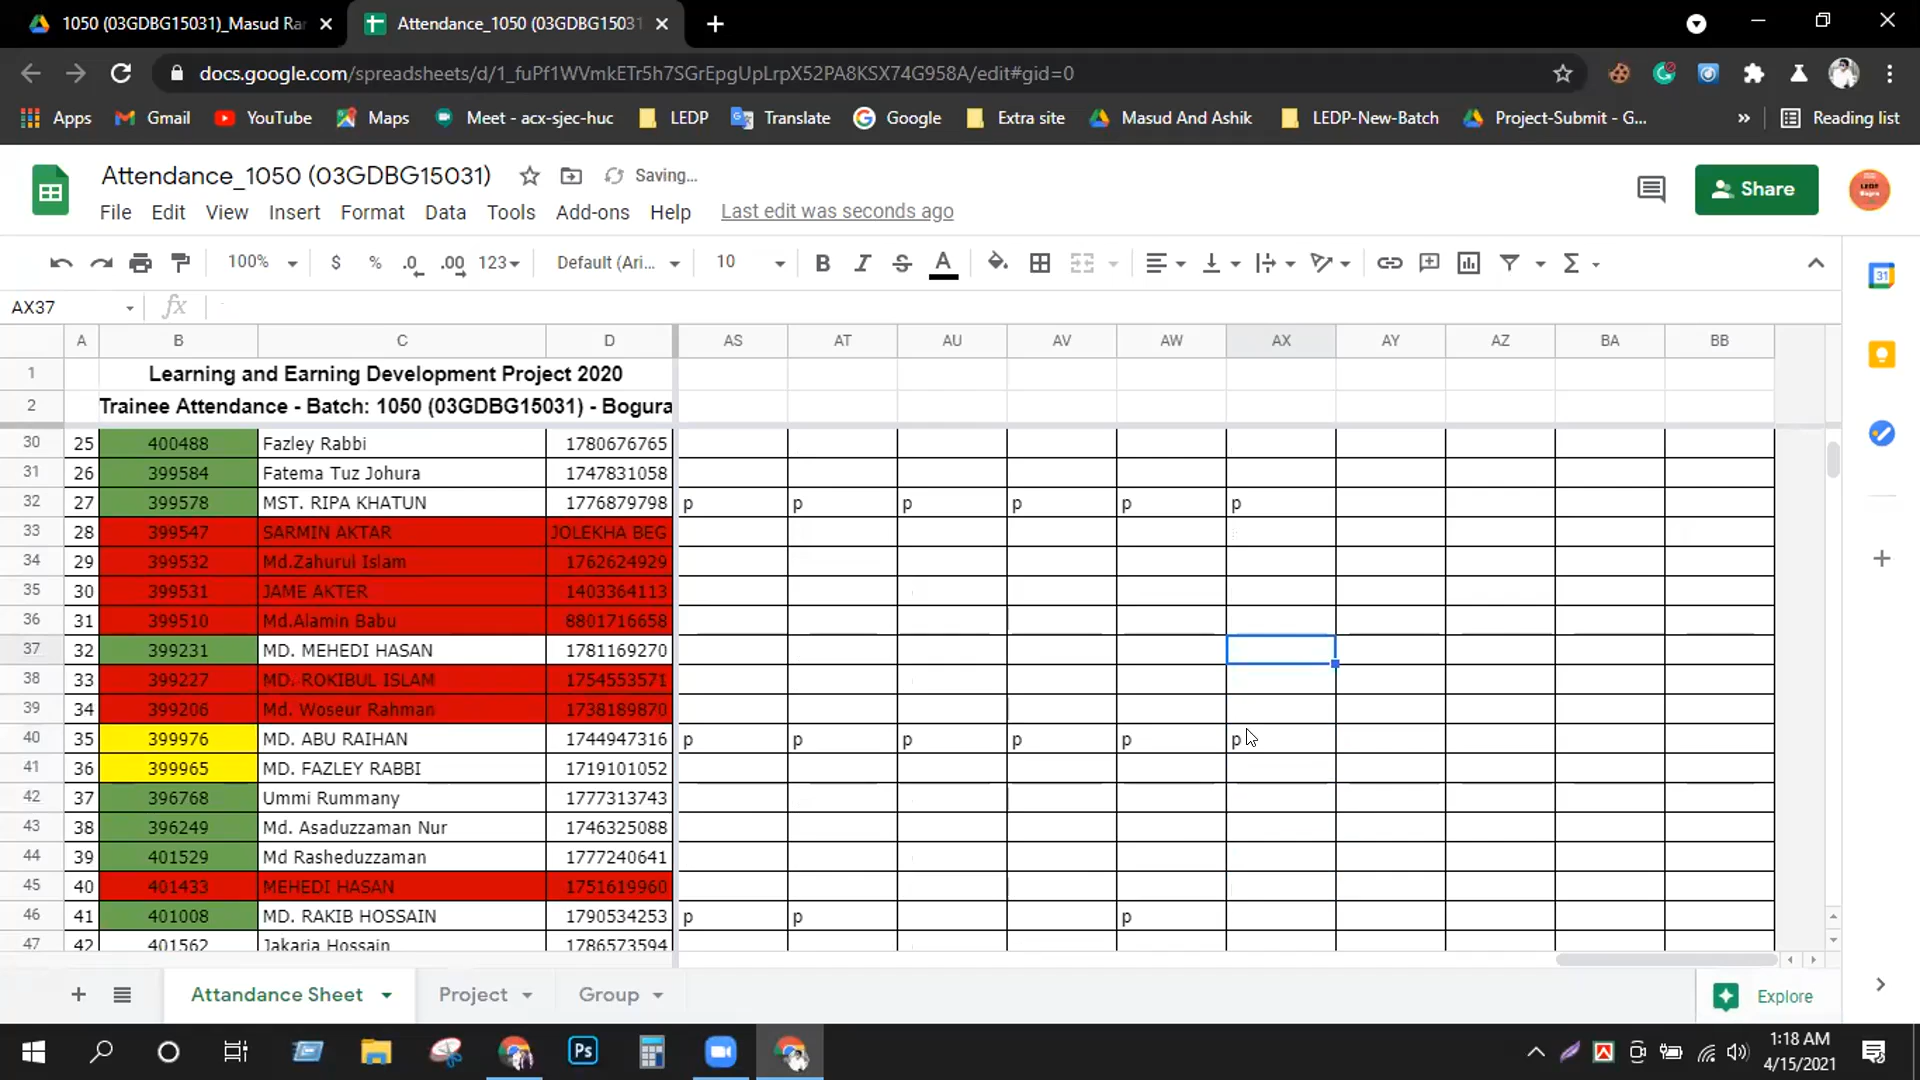 1050 (03GDBG15031)_Masud Rar
Attendance_1050 (03GDBG15031
docs.google.com/spreadsheets/d/1_fuPf1WVmkETr5h7SGrEpgUpLrpX52PA8KSX74G958A/edit#gid=0
Apps Gmail YouTube Maps Meet - acx-sjec-huc LEDP Translate Google Extra site Masud And Ashik LEDP-New-Batch Project-Submit - G... » Reading list
Attendance_1050 (03GDBG15031) Saving...
Share
File Edit View Insert Format Data Tools Add-ons Help Last edit was seconds ago
100% $ % .0 .00 123 Default (Ari... 10 B I S A
AX37 fx
A B C D AS AT AU AV AW AX AY AZ BA BB
1 Learning and Earning Development Project 2020
2 Trainee Attendance - Batch: 1050 (03GDBG15031) - Bogura
30 25 400488 Fazley Rabbi 1780676765
31 26 399584 Fatema Tuz Johura 1747831058
32 27 399578 MST. RIPA KHATUN 1776879798 p p p p p p
33 28 399547 SARMIN AKTAR JOLEKHA BEG
34 29 399532 Md.Zahurul Islam 1762624929
35 30 399531 JAME AKTER 1403364113
36 31 399510 Md.Alamin Babu 8801716658
37 32 399231 MD. MEHEDI HASAN 1781169270
38 33 399227 MD. ROKIBUL ISLAM 1754553571
39 34 399206 Md. Woseur Rahman 1738189870
40 35 399976 MD. ABU RAIHAN 1744947316 p p p p p p
41 36 399965 MD. FAZLEY RABBI 1719101052
42 37 396768 Ummi Rummany 1777313743
43 38 396249 Md. Asaduzzaman Nur 1746325088
44 39 401529 Md Rasheduzzaman 1777240641
45 40 401433 MEHEDI HASAN 1751619960
46 41 401008 MD. RAKIB HOSSAIN 1790534253 p p p
47 42 401562 Jakaria Hossain 1786573594
Attandance Sheet Project Group Explore
31
Ps
1:18 AM
4/15/2021